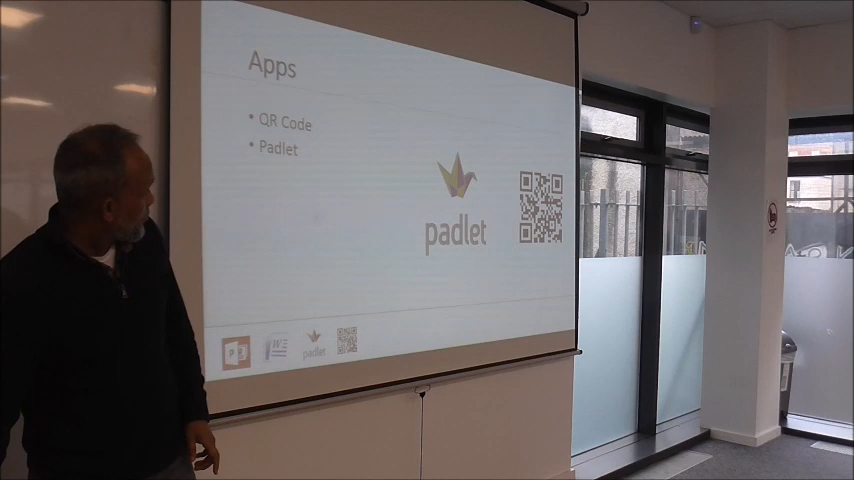 Apps
• QR Code
• Padlet
padlet
P
W
padlet